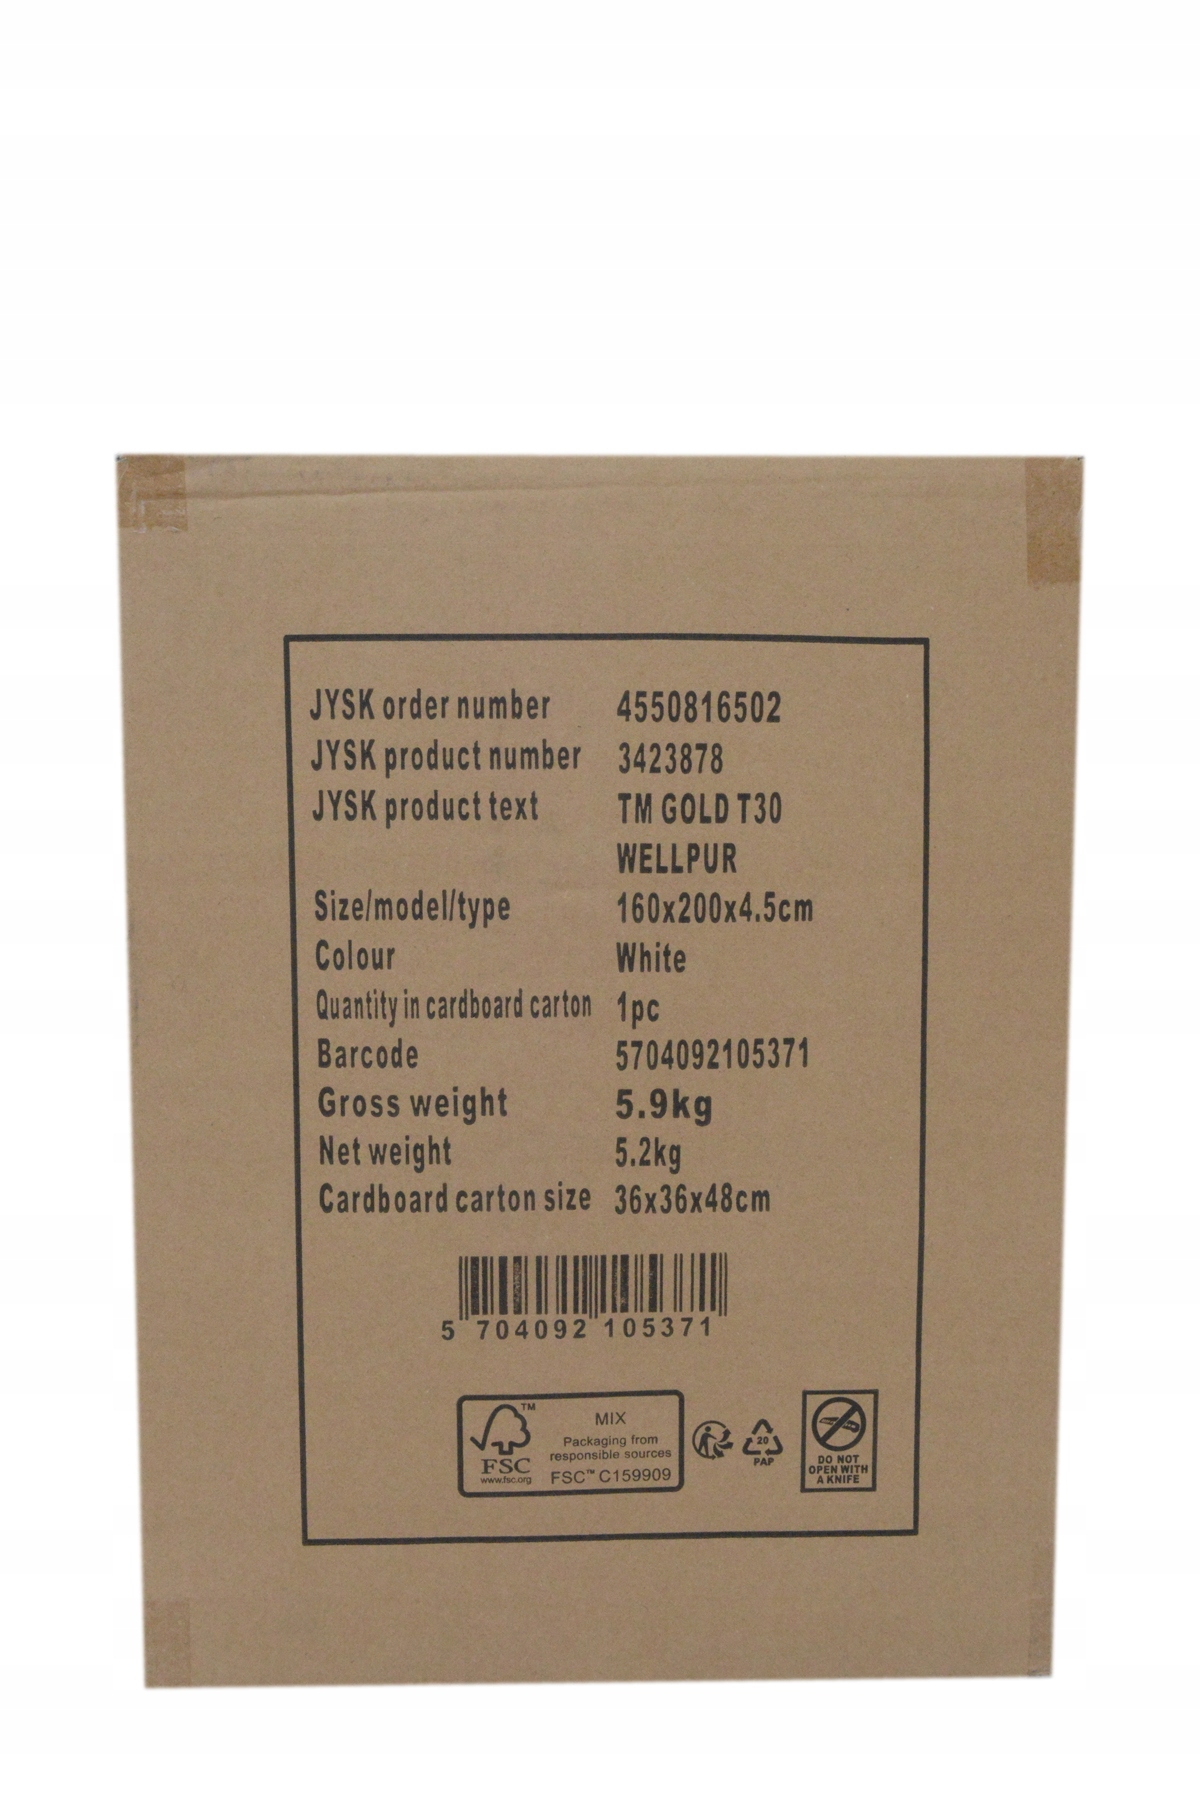 JYSK order number 4550816502
JYSK product number 3423878
JYSK product text TM GOLD T30
WELLPUR
Size/model/type 160x200x4.5cm
Colour White
Quantity in cardboard carton 1pc
Barcode 5704092105371
Gross weight 5.9kg
Net weight 5.2kg
Cardboard carton size 36x36x48cm
5 704092 105371
TM
FSC
www.fsc.org
MIX
Packaging from
responsible sources
FSC™ C159909
20
PAP
DO NOT
OPEN WITH
A KNIFE